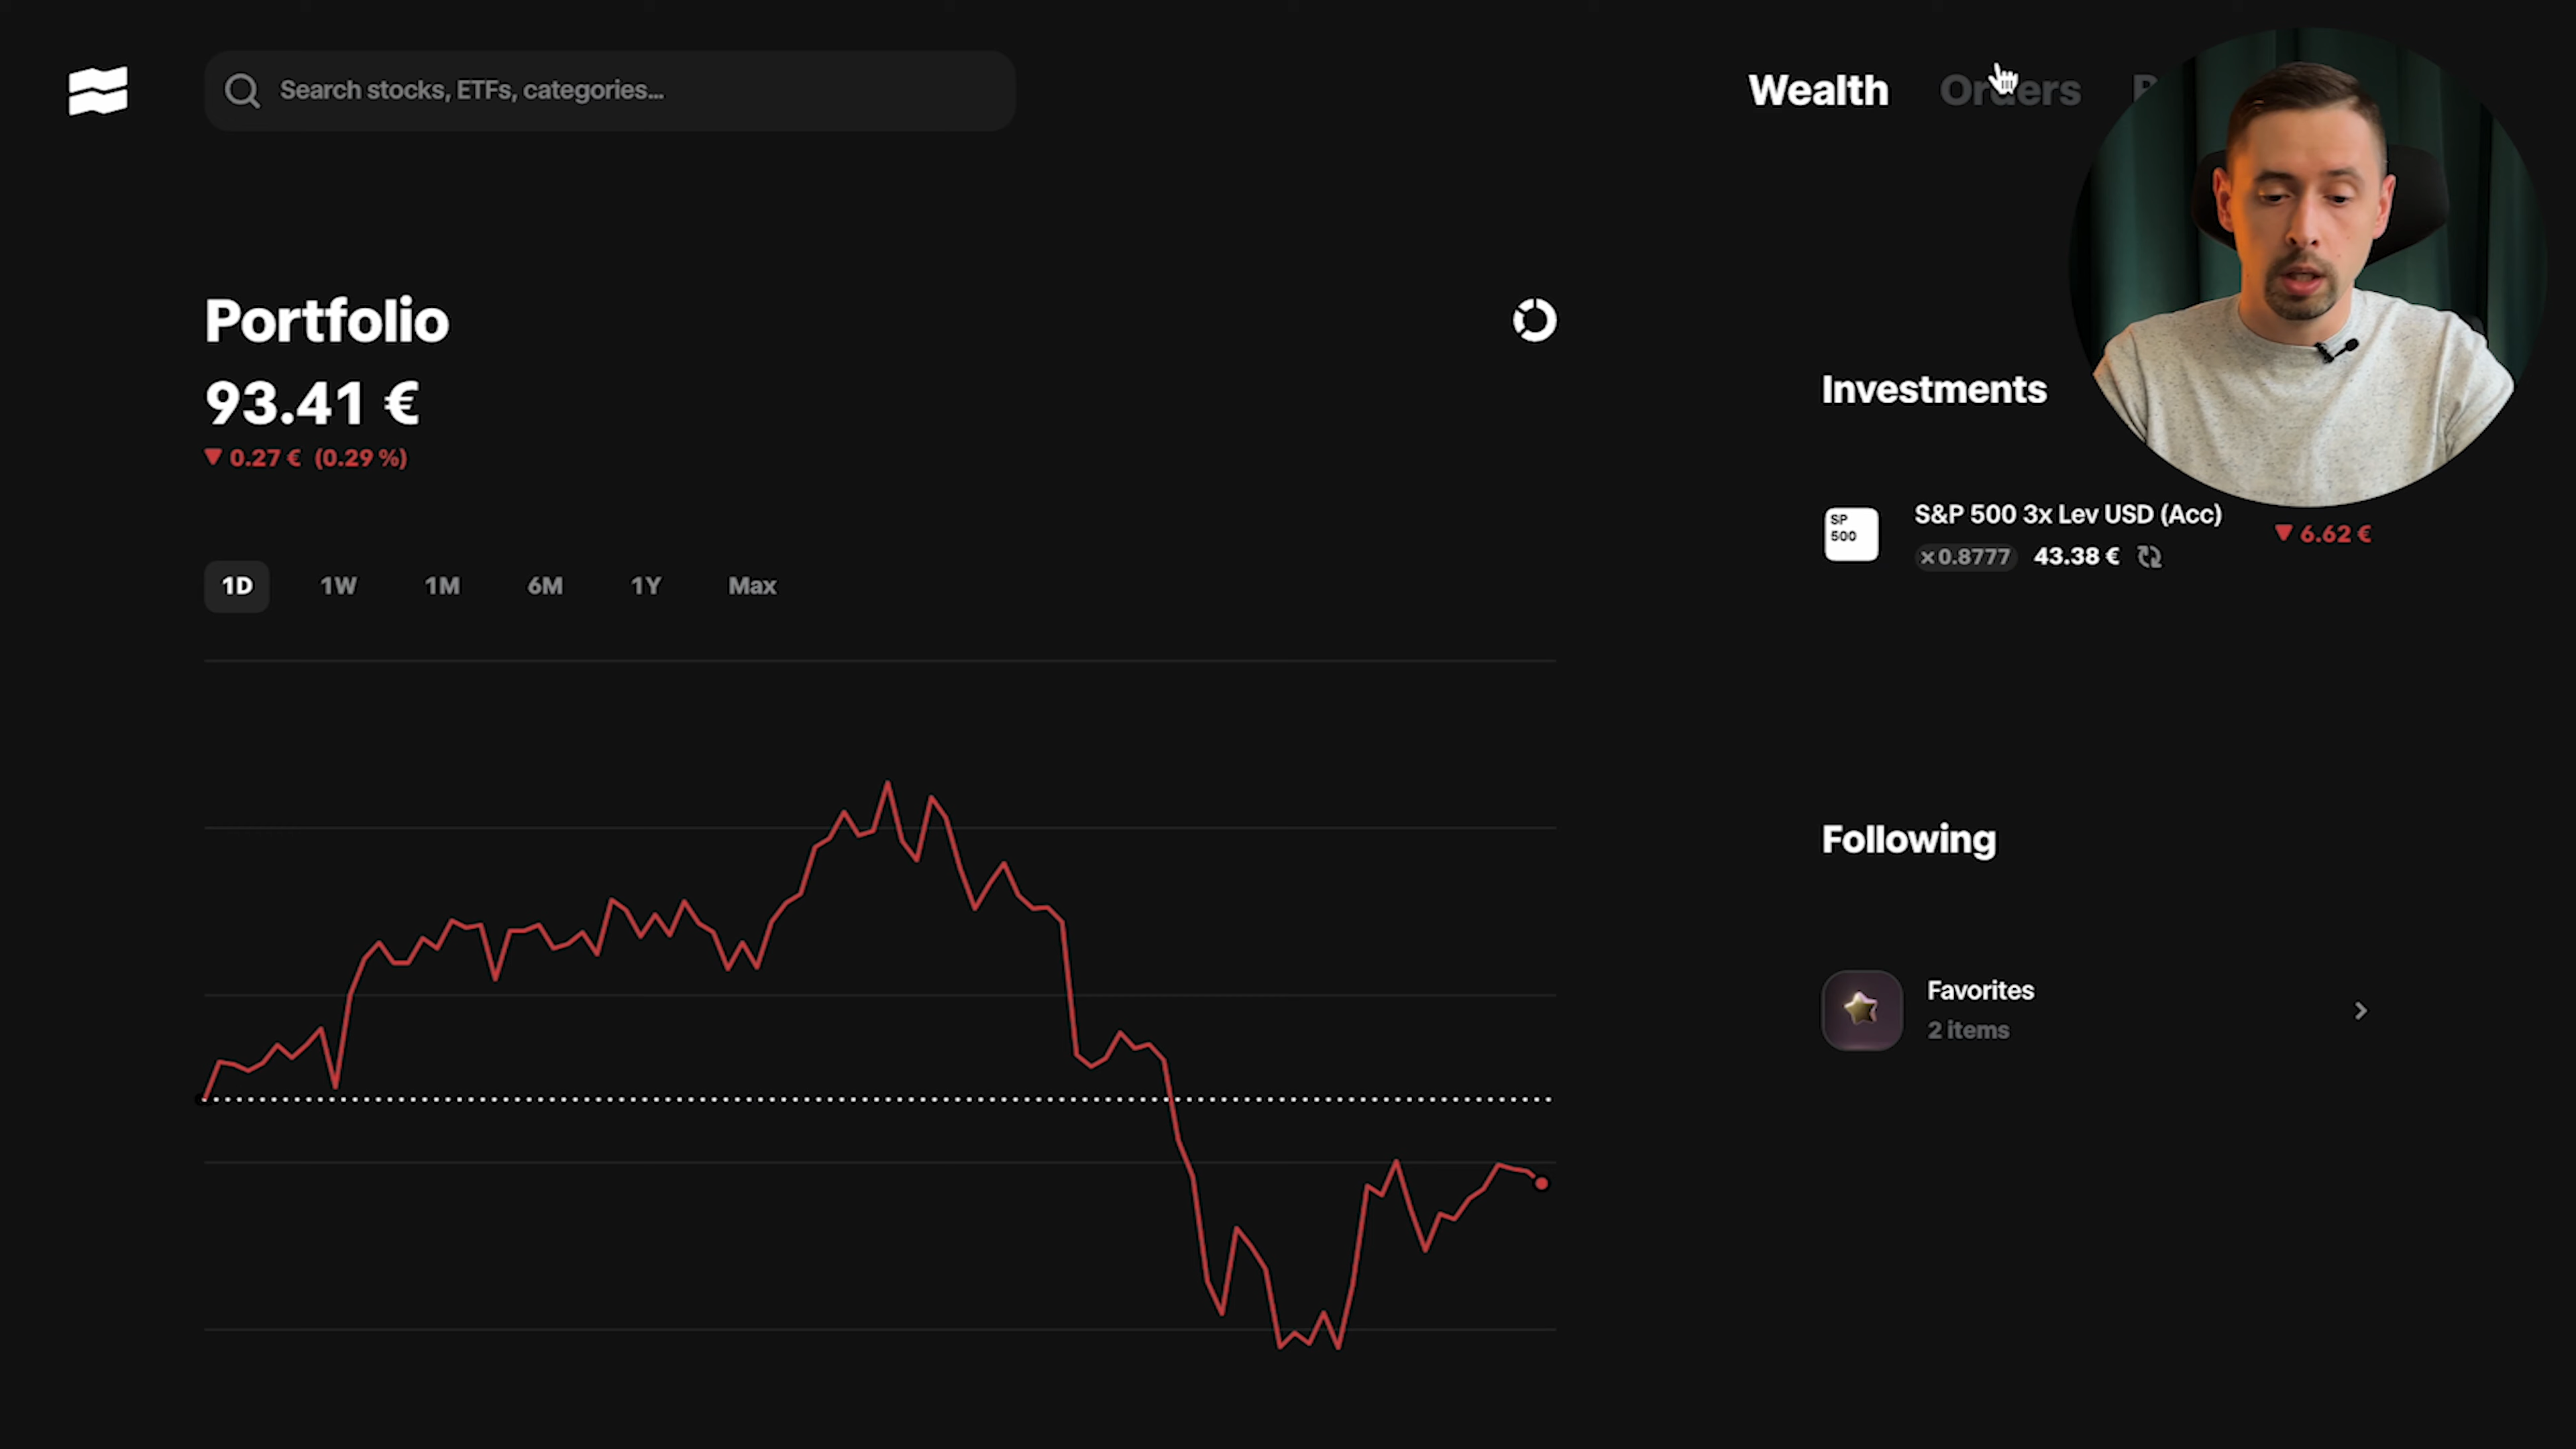 Search stocks, ETFs, categories...
Wealth
Orders
Portfolio
93.41 €
▼ 0.27 € (0.29 %)
1D
1W
1M
6M
1Y
Max
Investments
SP
500
S&P 500 3x Lev USD (Acc)
×0.8777
43.38 €
▼ 6.62 €
Following
Favorites
2 items